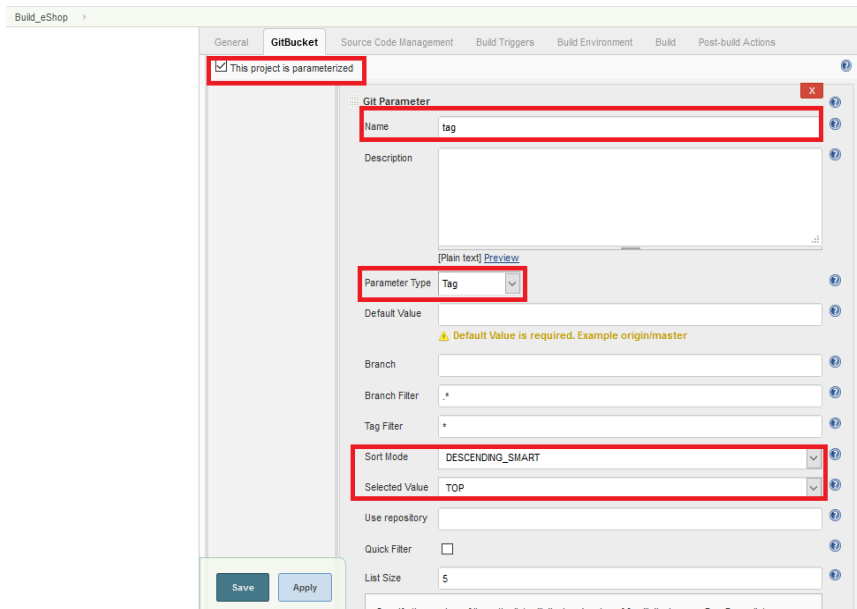 Build_eShop
General GitBucket Source Code Management Build Triggers Build Environment Build Post-build Actions
This project is parameterized
X
Git Parameter
Name tag
Description
[Plain text] Preview
Parameter Type Tag
Default Value
Default Value is required. Example origin/master
Branch
Branch Filter .*
Tag Filter *
Sort Mode DESCENDING_SMART
Selected Value TOP
Use repository
Quick Filter
List Size 5
Save Apply